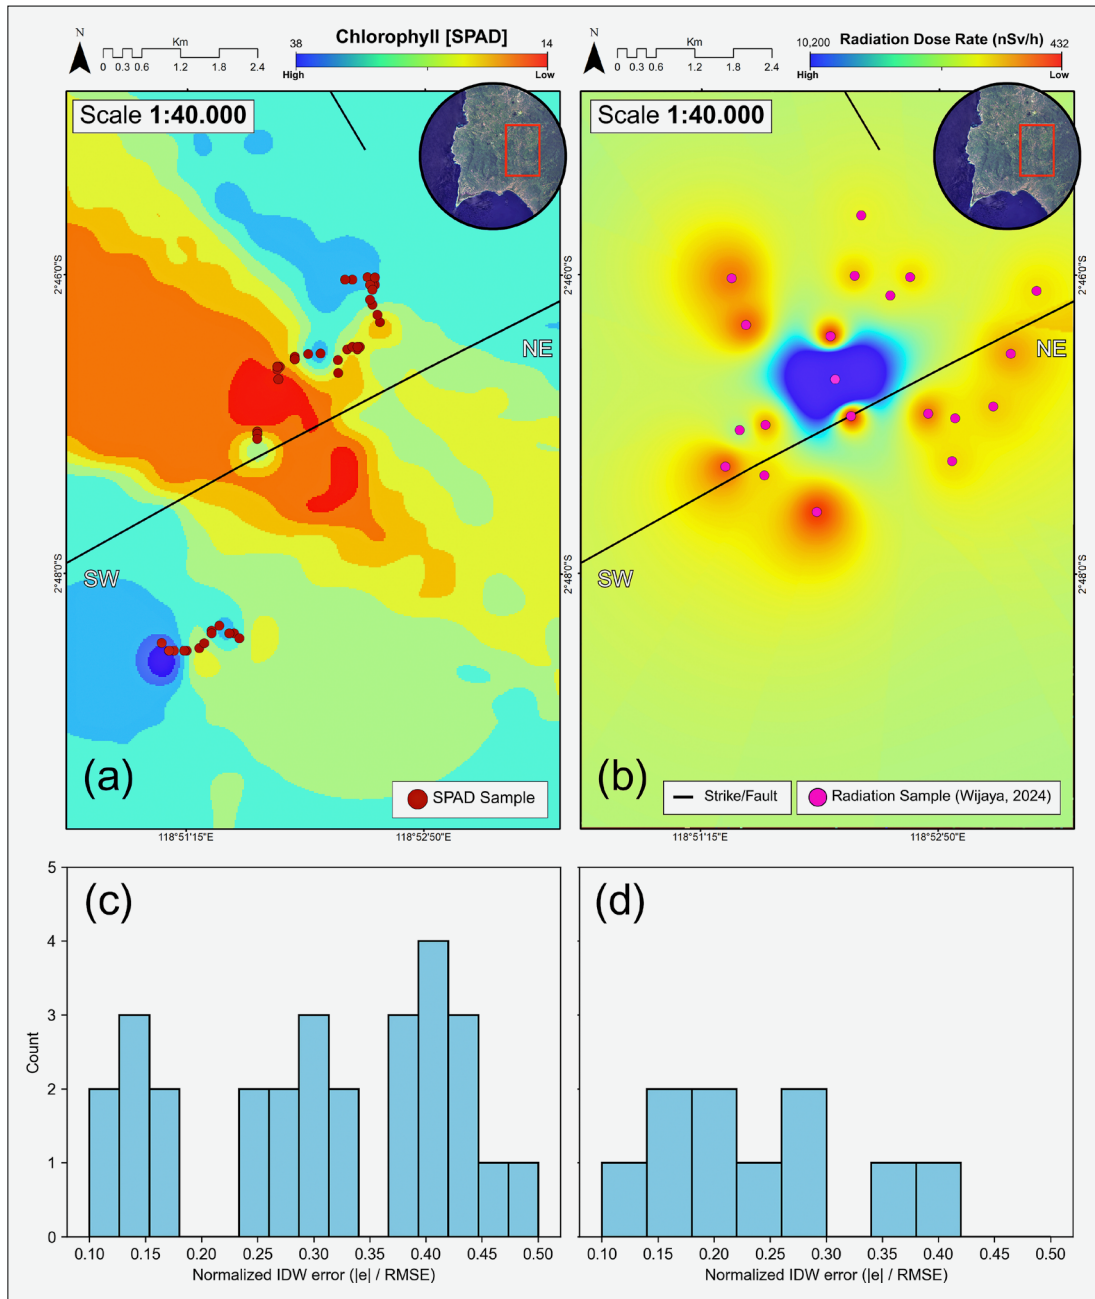 N
Km
0 0.3 0.6 1.2 1.8 2.4
Chlorophyll [SPAD]
38 14
High Low
N
Km
0 0.3 0.6 1.2 1.8 2.4
Radiation Dose Rate (nSv/h)
10,200 432
High Low
Scale 1:40.000
Scale 1:40.000
2°46'0"S
2°46'0"S
2°46'0"S
NE
NE
2°48'0"S
2°48'0"S
2°48'0"S
SW
SW
(a)
SPAD Sample
(b)
Strike/Fault
Radiation Sample (Wijaya, 2024)
118°51'15"E 118°52'50"E
118°51'15"E 118°52'50"E
(c)
5
4
3
2
1
0
Count
0.10 0.15 0.20 0.25 0.30 0.35 0.40 0.45 0.50
Normalized IDW error (|e| / RMSE)
(d)
0.10 0.15 0.20 0.25 0.30 0.35 0.40 0.45 0.50
Normalized IDW error (|e| / RMSE)